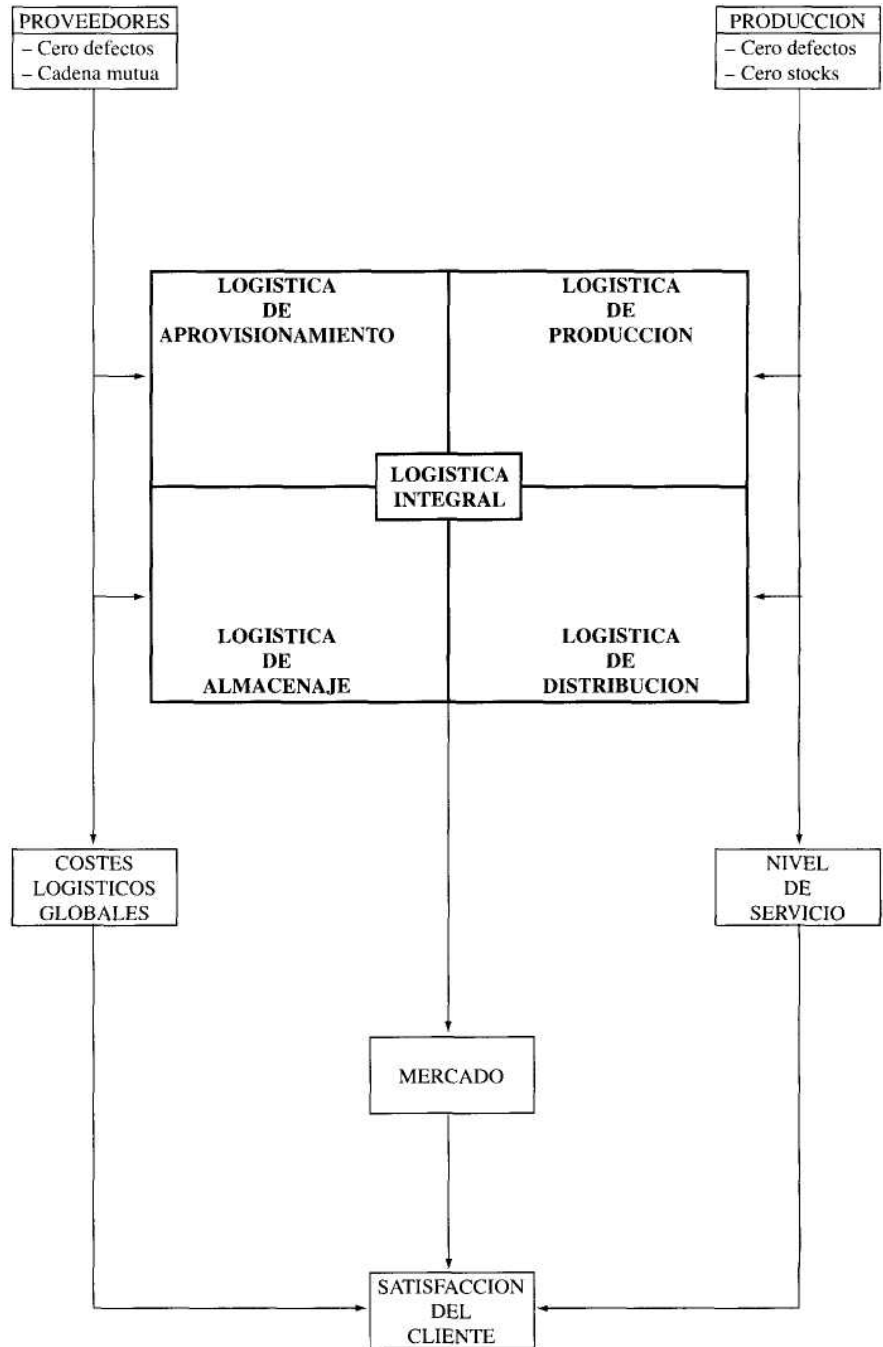 PROVEEDORES
– Cero defectos
– Cadena mutua
PRODUCCION
– Cero defectos
– Cero stocks
LOGISTICA
DE
APROVISIONAMIENTO
LOGISTICA
DE
PRODUCCION
LOGISTICA
INTEGRAL
LOGISTICA
DE
ALMACENAJE
LOGISTICA
DE
DISTRIBUCION
COSTES
LOGISTICOS
GLOBALES
NIVEL
DE
SERVICIO
MERCADO
SATISFACCION
DEL
CLIENTE